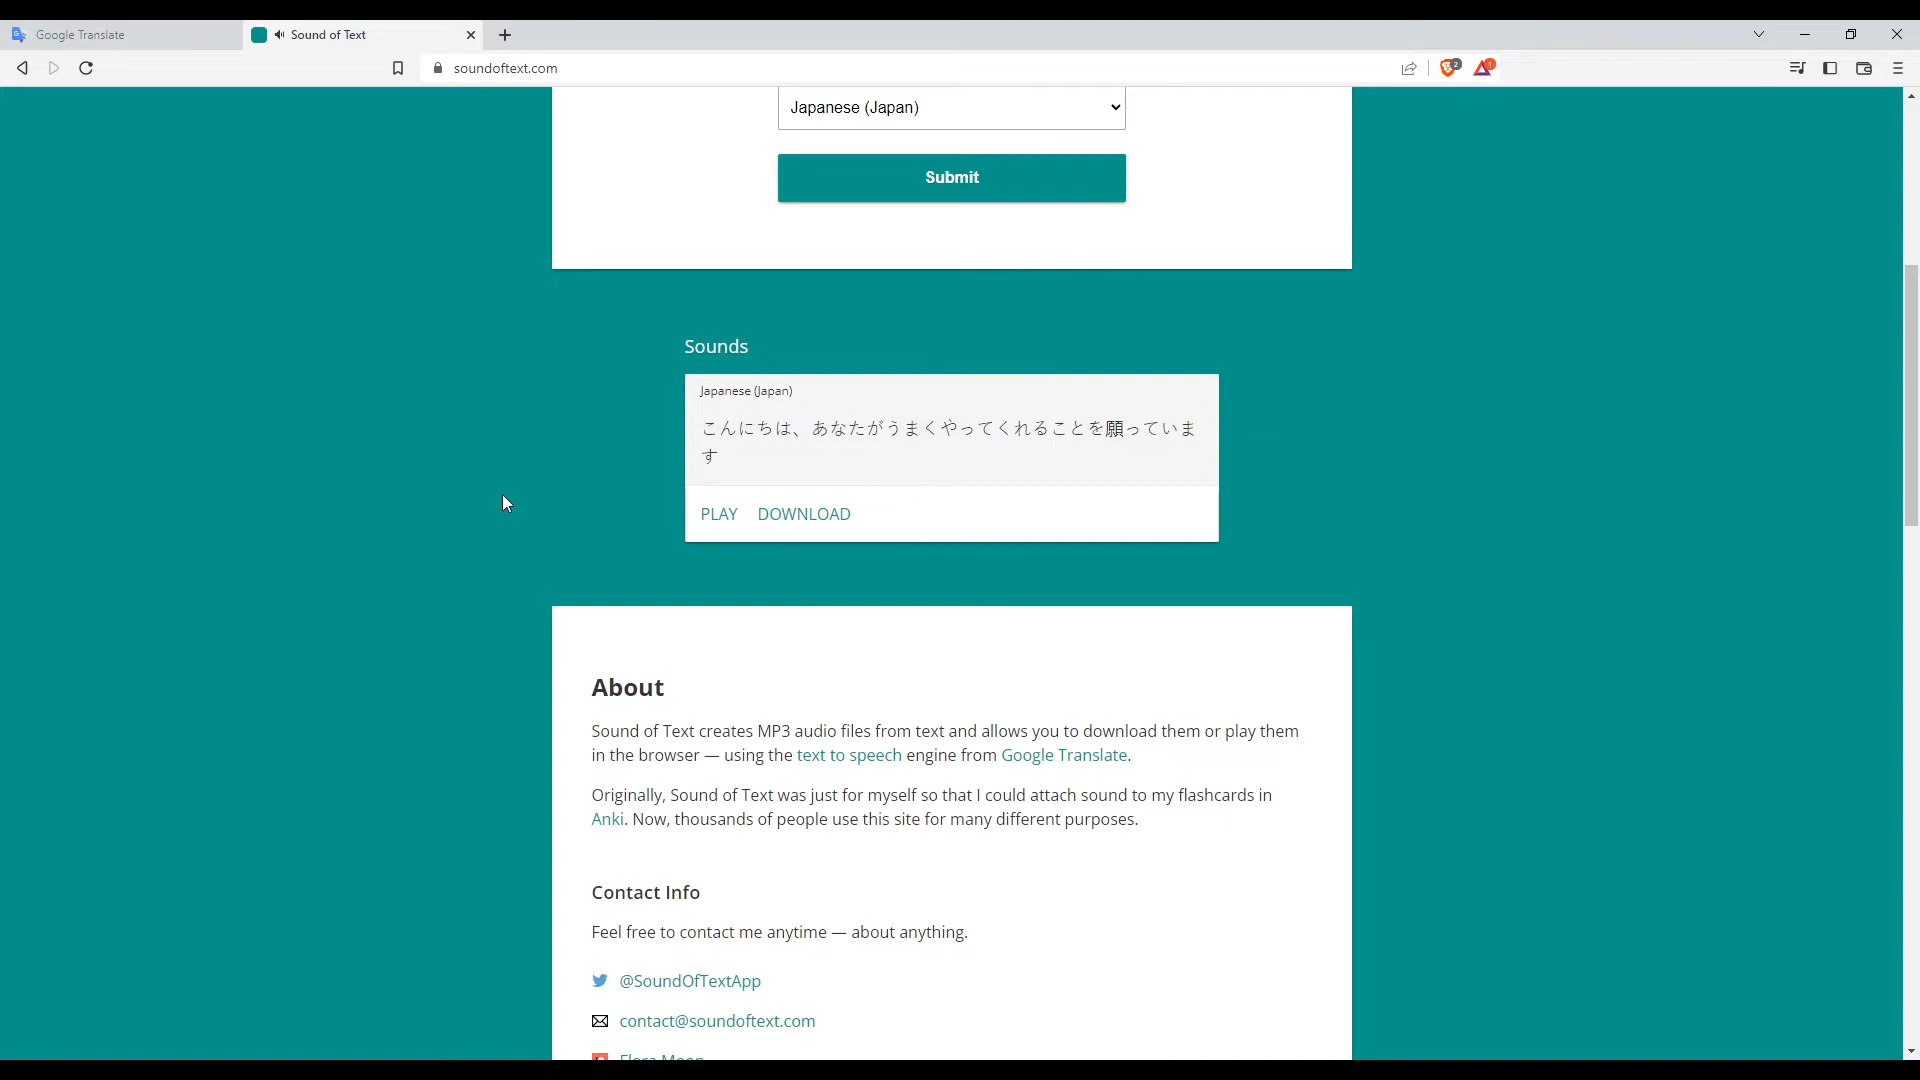 Google Translate
Sound of Text
soundoftext.com
2
1
Japanese (Japan)
Submit
Sounds
Japanese (Japan)
こんにちは、あなたがうまくやってくれることを願っていま
す
PLAY DOWNLOAD
About
Sound of Text creates MP3 audio files from text and allows you to download them or play them
in the browser — using the text to speech engine from Google Translate.
Originally, Sound of Text was just for myself so that I could attach sound to my flashcards in
Anki. Now, thousands of people use this site for many different purposes.
Contact Info
Feel free to contact me anytime — about anything.
@SoundOfTextApp
contact@soundoftext.com